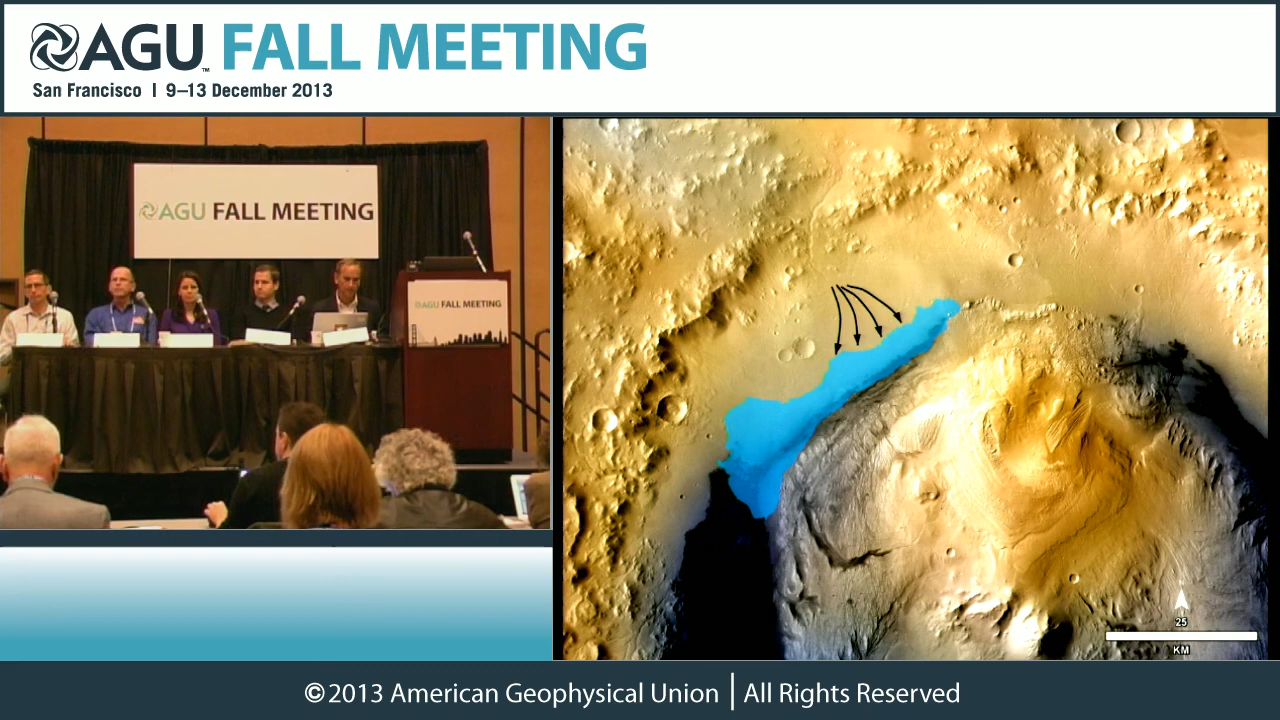 AGU™ FALL MEETING
San Francisco | 9–13 December 2013
AGU FALL MEETING
AGU FALL MEETING
25
KM
©2013 American Geophysical Union | All Rights Reserved